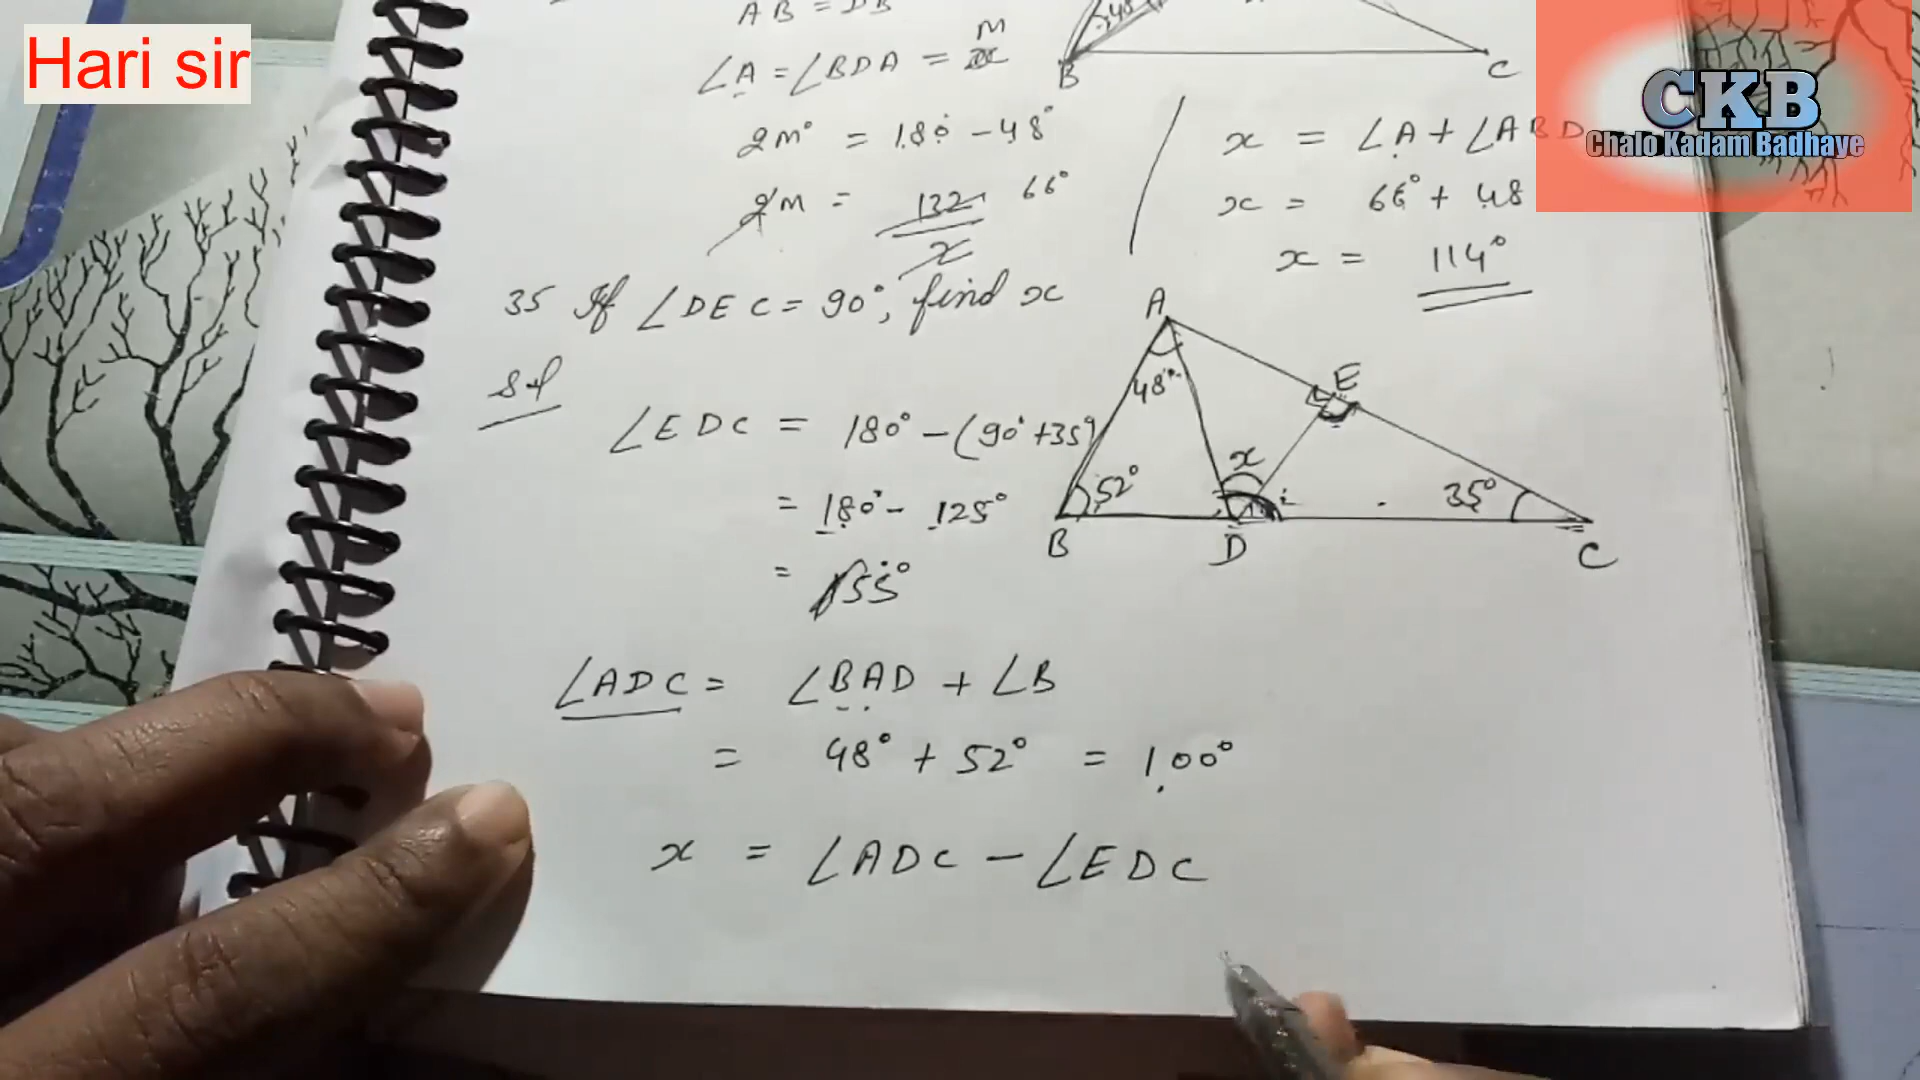 Hari sir
CKB
Chalo Kadam Badhaye
AB = DB
M
∠A = ∠BDA =
2m° = 180° - 48°
2m = 132 66°
x
48
B C
x = ∠A + ∠ABD
x = 66° + 48
x = 114°
35 If ∠DEC = 90°, find x
Sol
∠EDC = 180° - (90° + 35°)
= 180° - 125°
= 55°
A
48°
E
x
52°
35°
B D C
∠ADC = ∠BAD + ∠B
= 48° + 52° = 100°
x = ∠ADC - ∠EDC